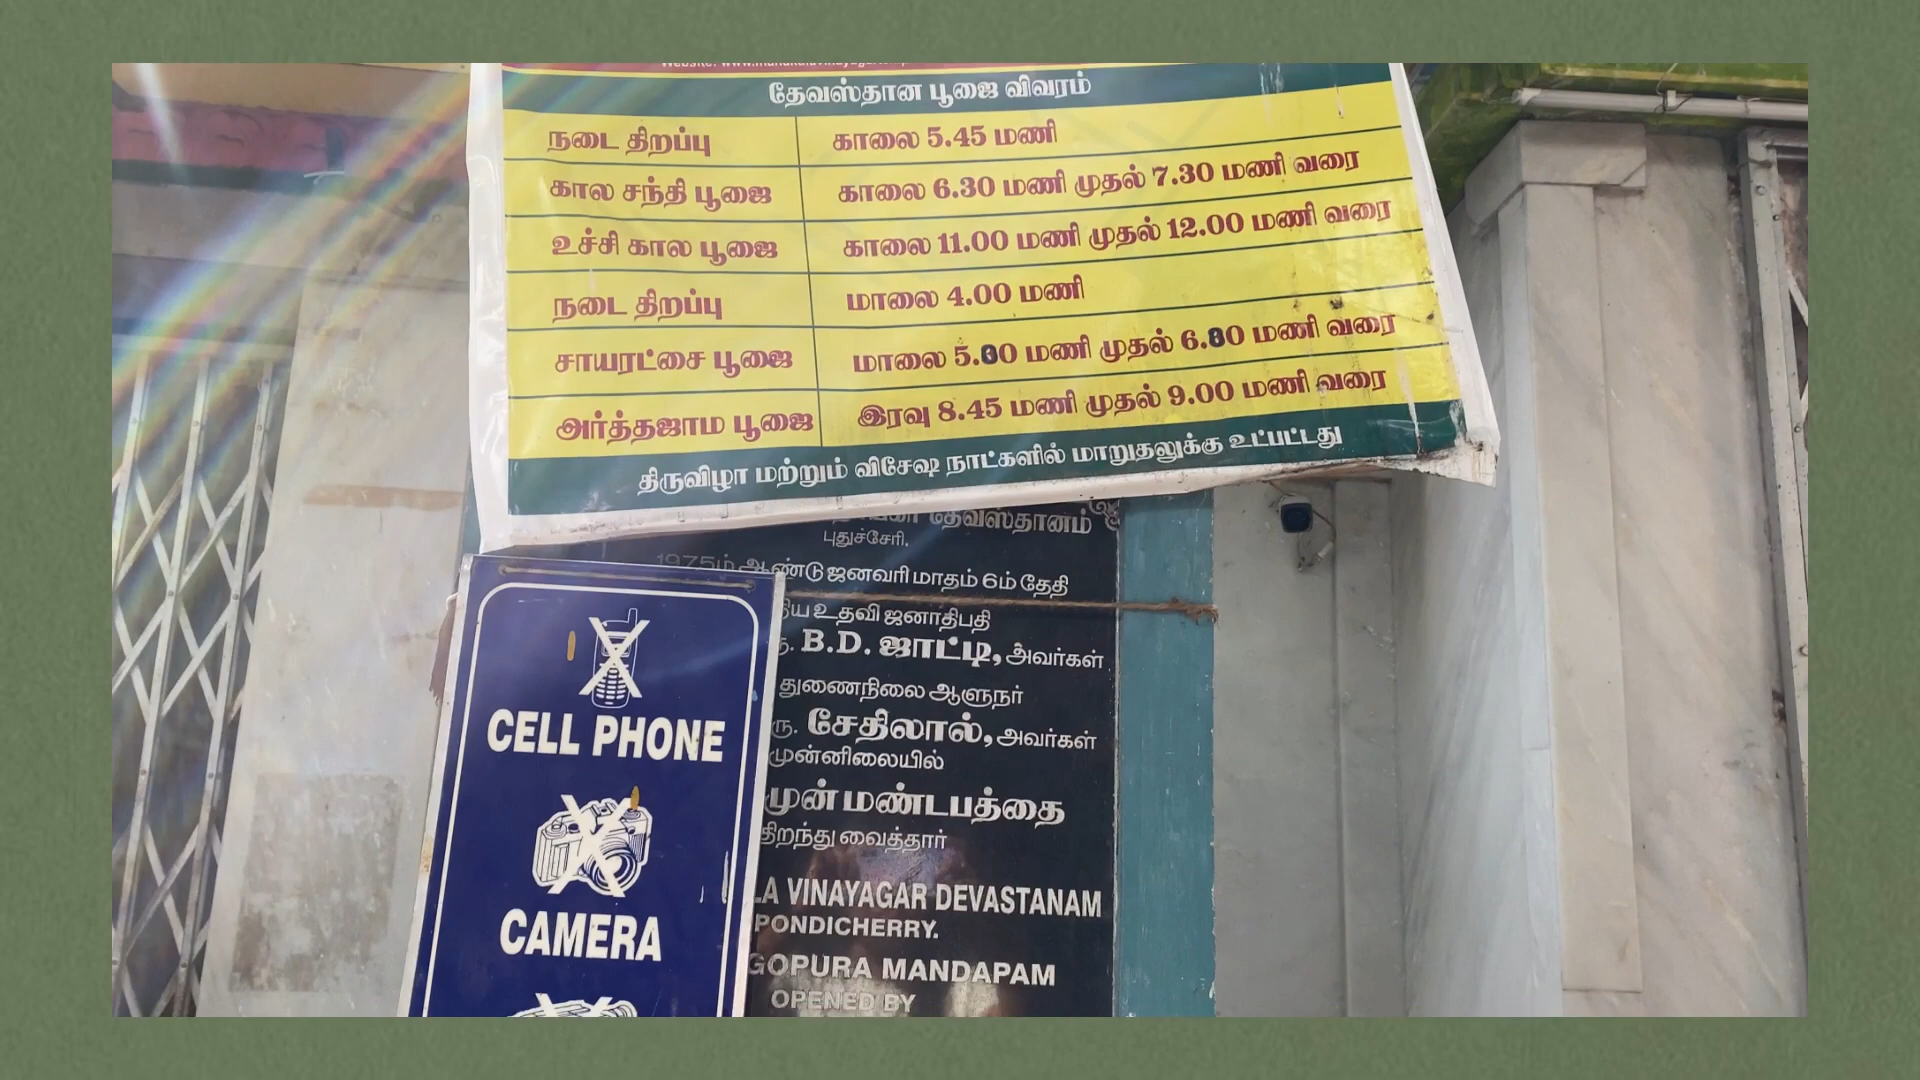 தேவஸ்தான பூஜை விவரம்
நடை திறப்பு காலை 5.45 மணி
கால சந்தி பூஜை காலை 6.30 மணி முதல் 7.30 மணி வரை
உச்சி கால பூஜை காலை 11.00 மணி முதல் 12.00 மணி வரை
நடை திறப்பு மாலை 4.00 மணி
சாயரட்சை பூஜை மாலை 5.00 மணி முதல் 6.00 மணி வரை
அர்த்தஜாம பூஜை இரவு 8.45 மணி முதல் 9.00 மணி வரை
திருவிழா மற்றும் விசேஷ நாட்களில் மாறுதலுக்கு உட்பட்டது
தேவஸ்தானம்
புதுச்சேரி.
1975ம் ஆண்டு ஜனவரி மாதம் 6ம் தேதி
உதவி ஜனாதிபதி
B.D. ஜாட்டி, அவர்கள்
துணைநிலை ஆளுநர்
சேதிலால், அவர்கள்
முன்னிலையில்
முன் மண்டபத்தை
திறந்து வைத்தார்
VINAYAGAR DEVASTANAM
PONDICHERRY.
GOPURA MANDAPAM
OPENED BY
CELL PHONE
CAMERA